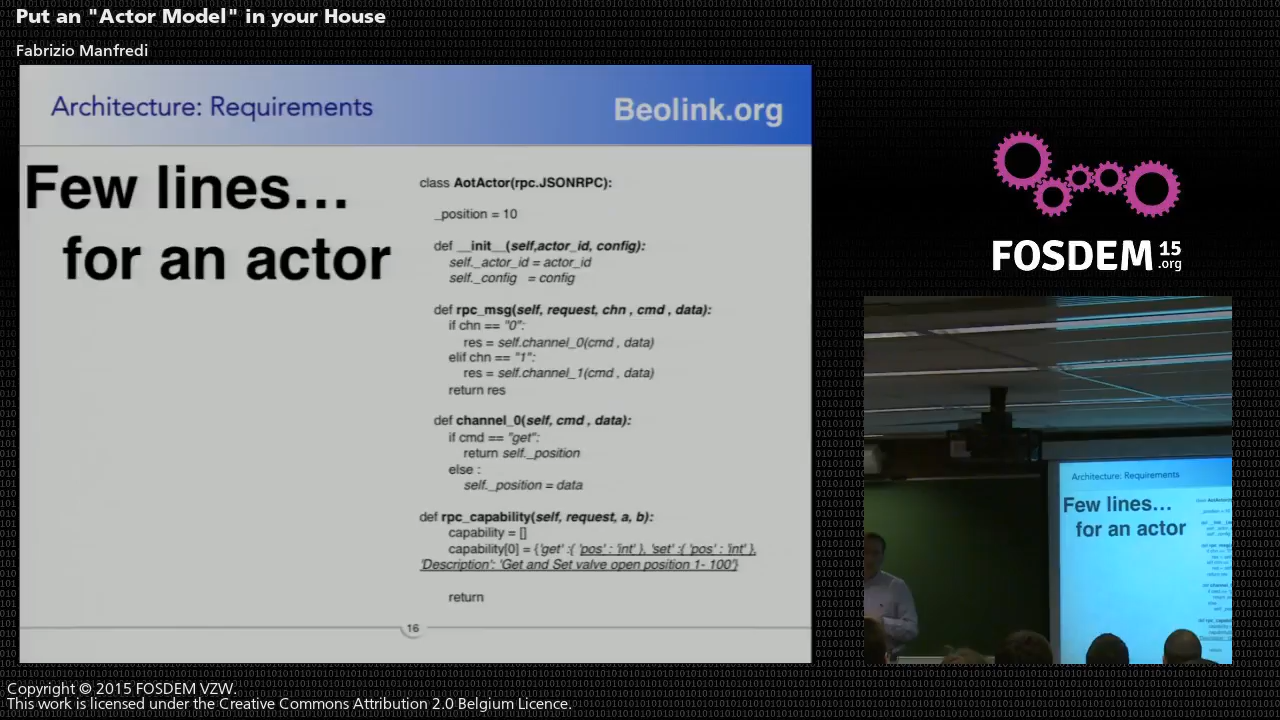 Put an "Actor Model" in your House
Fabrizio Manfredi
Architecture: Requirements
Beolink.org
Few lines…
for an actor
class AotActor(rpc.JSONRPC):
_position = 10
def __init__(self,actor_id, config):
self._actor_id = actor_id
self._config = config
def rpc_msg(self, request, chn , cmd , data):
if chn == "0":
res = self.channel_0(cmd , data)
elif chn == "1":
res = self.channel_1(cmd , data)
return res
def channel_0(self, cmd , data):
if cmd == "get":
return self._position
else :
self._position = data
def rpc_capability(self, request, a, b):
capability = []
capability[0] = {'get' :{ 'pos' : 'int' }, 'set' :{ 'pos' : 'int' },
'Description': 'Get and Set valve open position 1- 100'}
return
16
FOSDEM 15
.org
Architecture: Requirements
Few lines…
for an actor
Copyright © 2015 FOSDEM VZW.
This work is licensed under the Creative Commons Attribution 2.0 Belgium Licence.